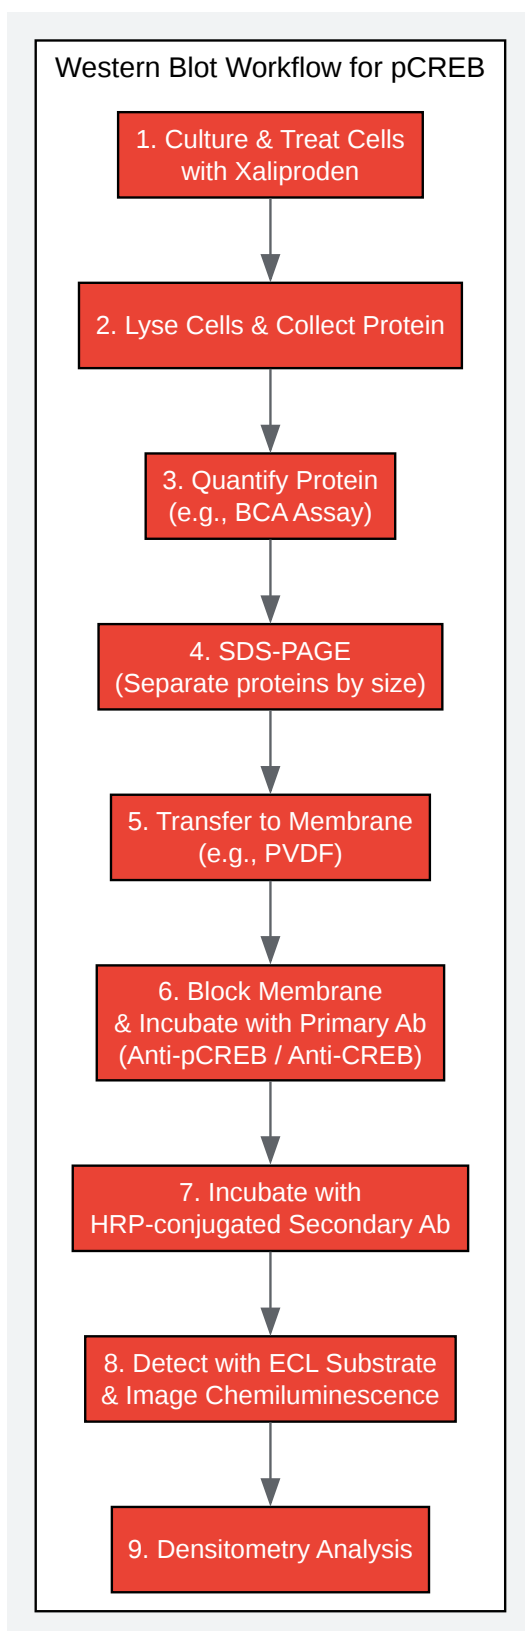 Western Blot Workflow for pCREB
1. Culture & Treat Cells
with Xaliproden
2. Lyse Cells & Collect Protein
3. Quantify Protein
(e.g., BCA Assay)
4. SDS-PAGE
(Separate proteins by size)
5. Transfer to Membrane
(e.g., PVDF)
6. Block Membrane
& Incubate with Primary Ab
(Anti-pCREB / Anti-CREB)
7. Incubate with
HRP-conjugated Secondary Ab
8. Detect with ECL Substrate
& Image Chemiluminescence
9. Densitometry Analysis